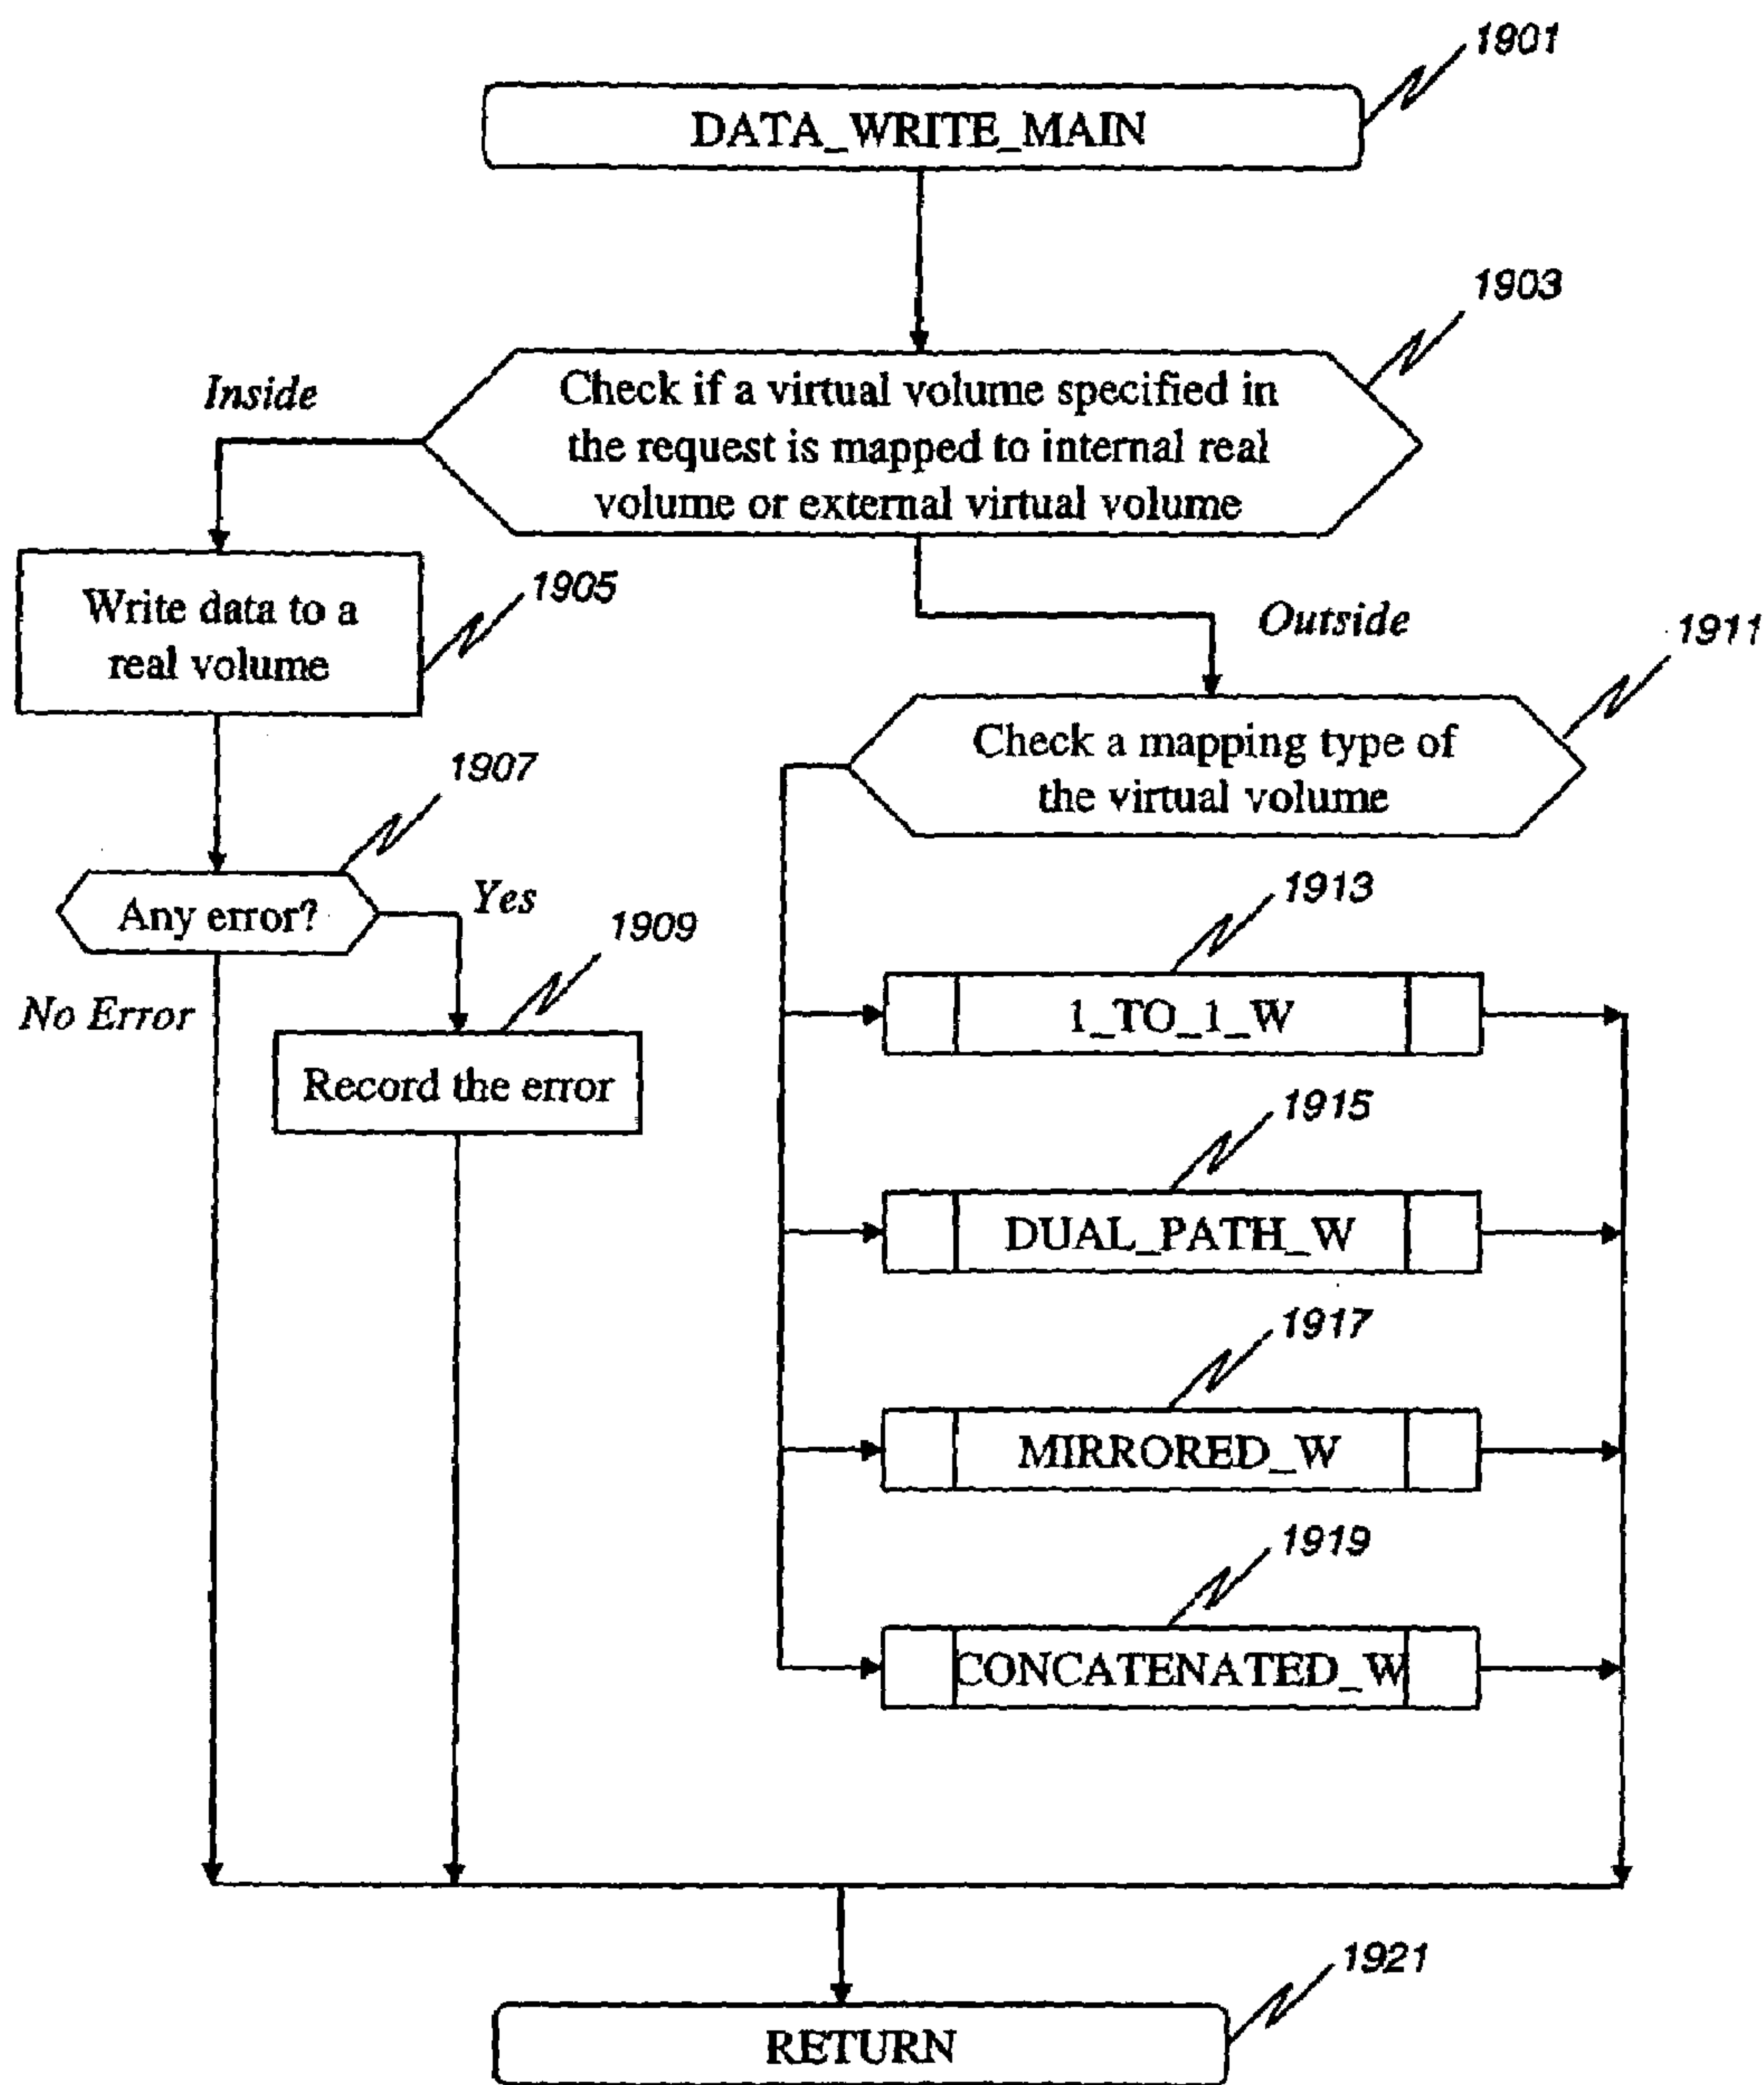 1901
DATA_WRITE_MAIN
1903
Inside
Check if a virtual volume specified in
the request is mapped to internal real
volume or external virtual volume
Write data to a
real volume
1905
Outside
1911
Check a mapping type of
the virtual volume
1907
Any error?
Yes
1909
No Error
Record the error
1913
1_TO_1_W
1915
DUAL_PATH_W
1917
MIRRORED_W
1919
CONCATENATED_W
1921
RETURN